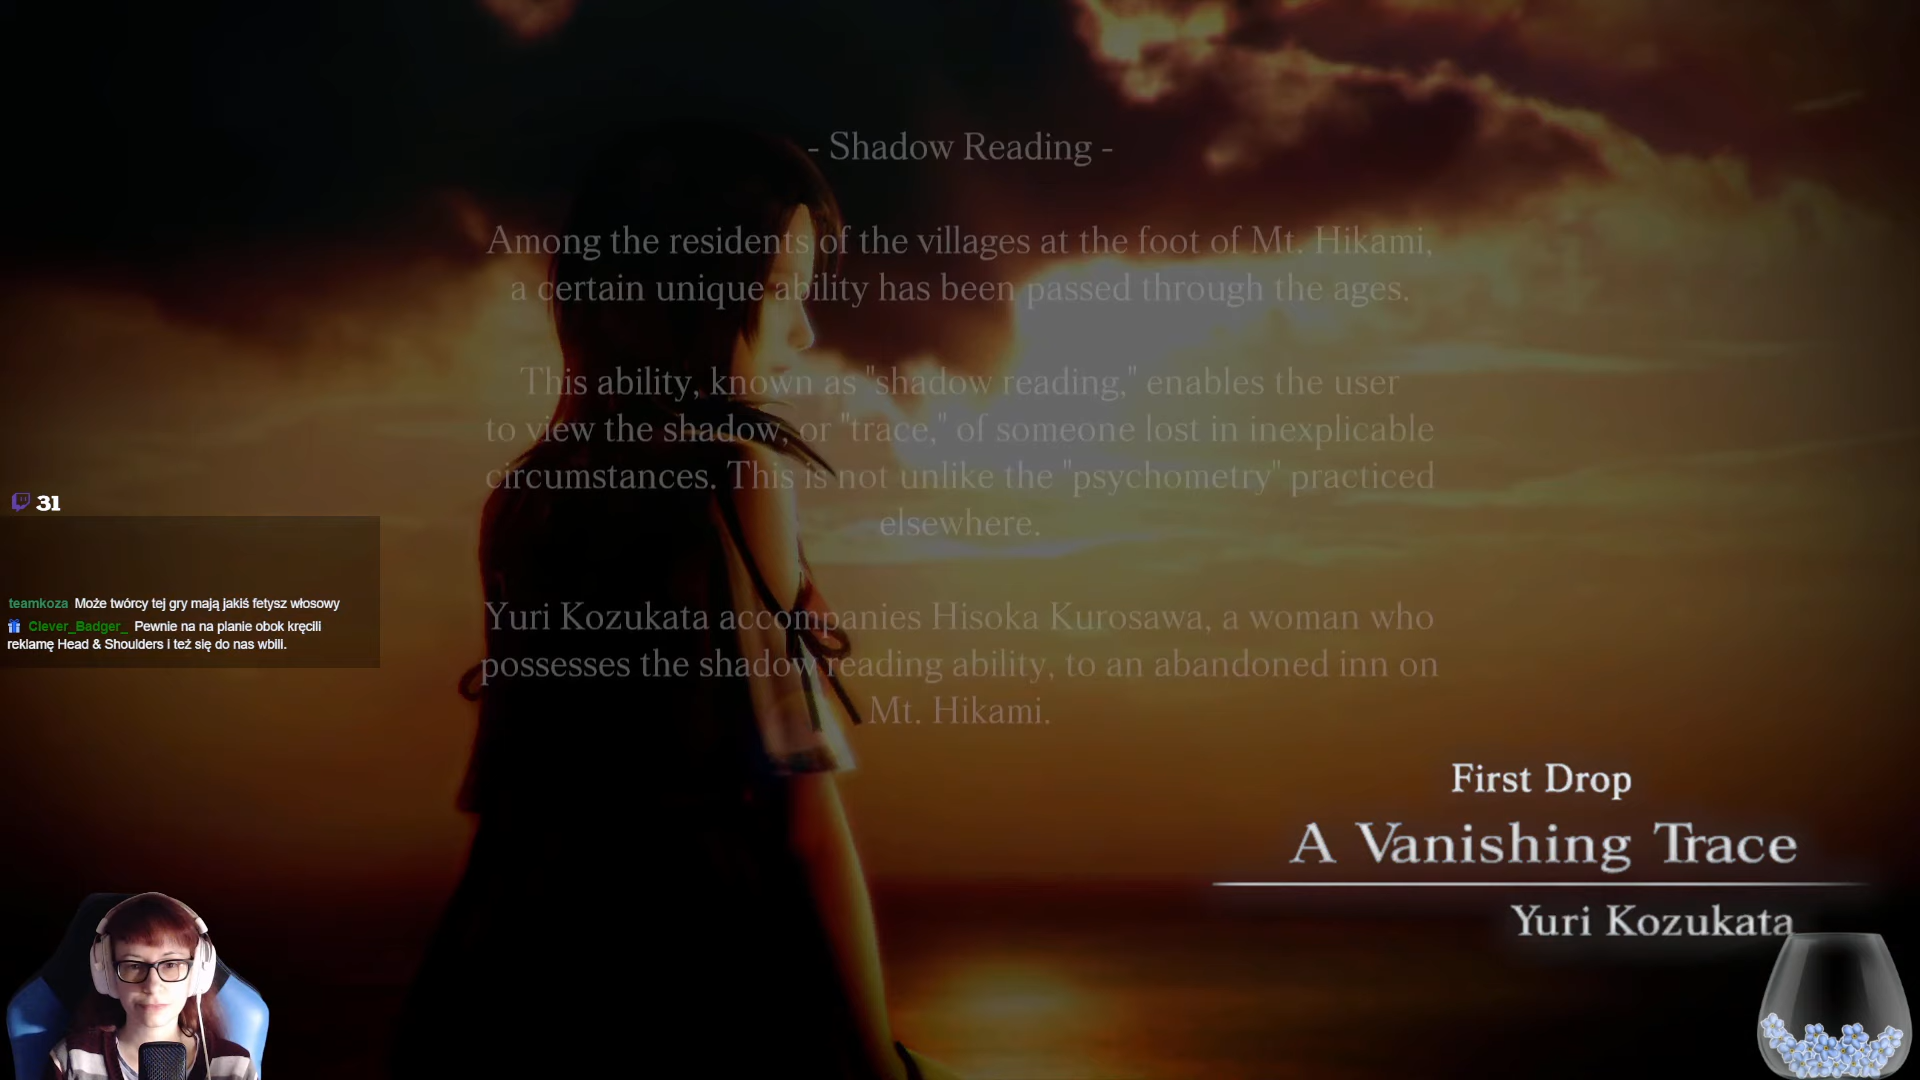 - Shadow Reading -
Among the residents of the villages at the foot of Mt. Hikami,
a certain unique ability has been passed through the ages.
This ability, known as "shadow reading," enables the user
to view the shadow, or "trace," of someone lost in inexplicable
circumstances. This is not unlike the "psychometry" practiced
elsewhere.
Yuri Kozukata accompanies Hisoka Kurosawa, a woman who
possesses the shadow reading ability, to an abandoned inn on
Mt. Hikami.
31
teamkoza Może twórcy tej gry mają jakiś fetysz włosowy
Clever_Badger_ Pewnie na na planie obok kręcili
reklamę Head & Shoulders i też się do nas wbili.
First Drop
A Vanishing Trace
Yuri Kozukata